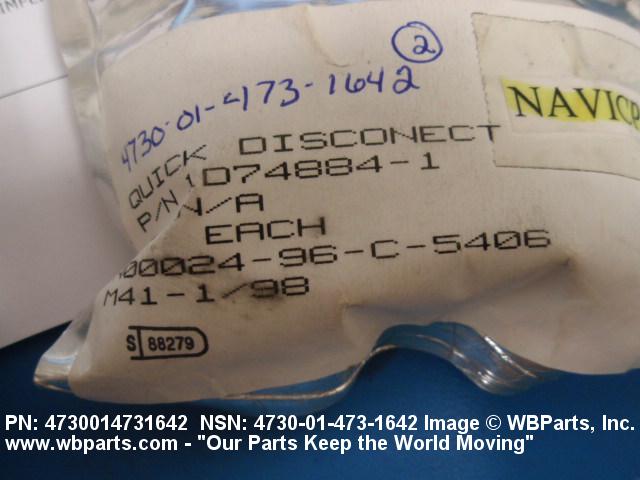 2
4730-01-473-1642
NAVICP
QUICK DISCONECT
P/N 1D74884-1
N/A
EACH
00024-96-C-5406
M41-1/98
S 88279
PN: 4730014731642 NSN: 4730-01-473-1642 Image © WBParts, Inc.
www.wbparts.com - "Our Parts Keep the World Moving"